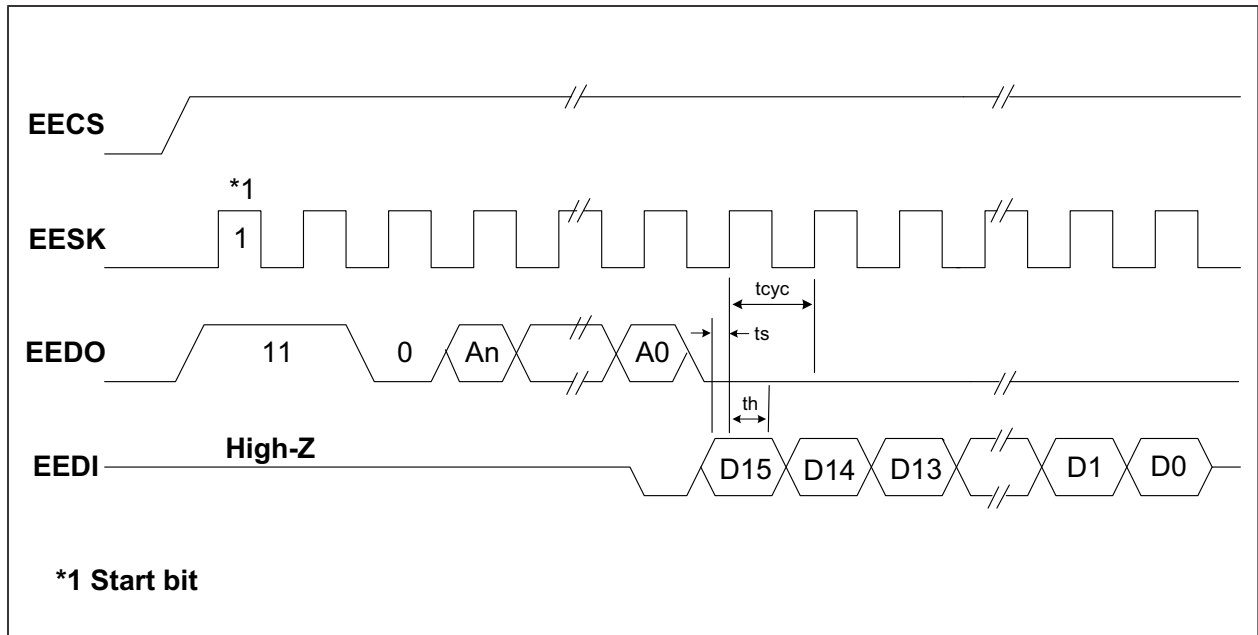 EECS
*1
EESK
1
tcyc
ts
EEDO
11
0
An
A0
th
EEDI
High-Z
D15
D14
D13
D1
D0
*1 Start bit